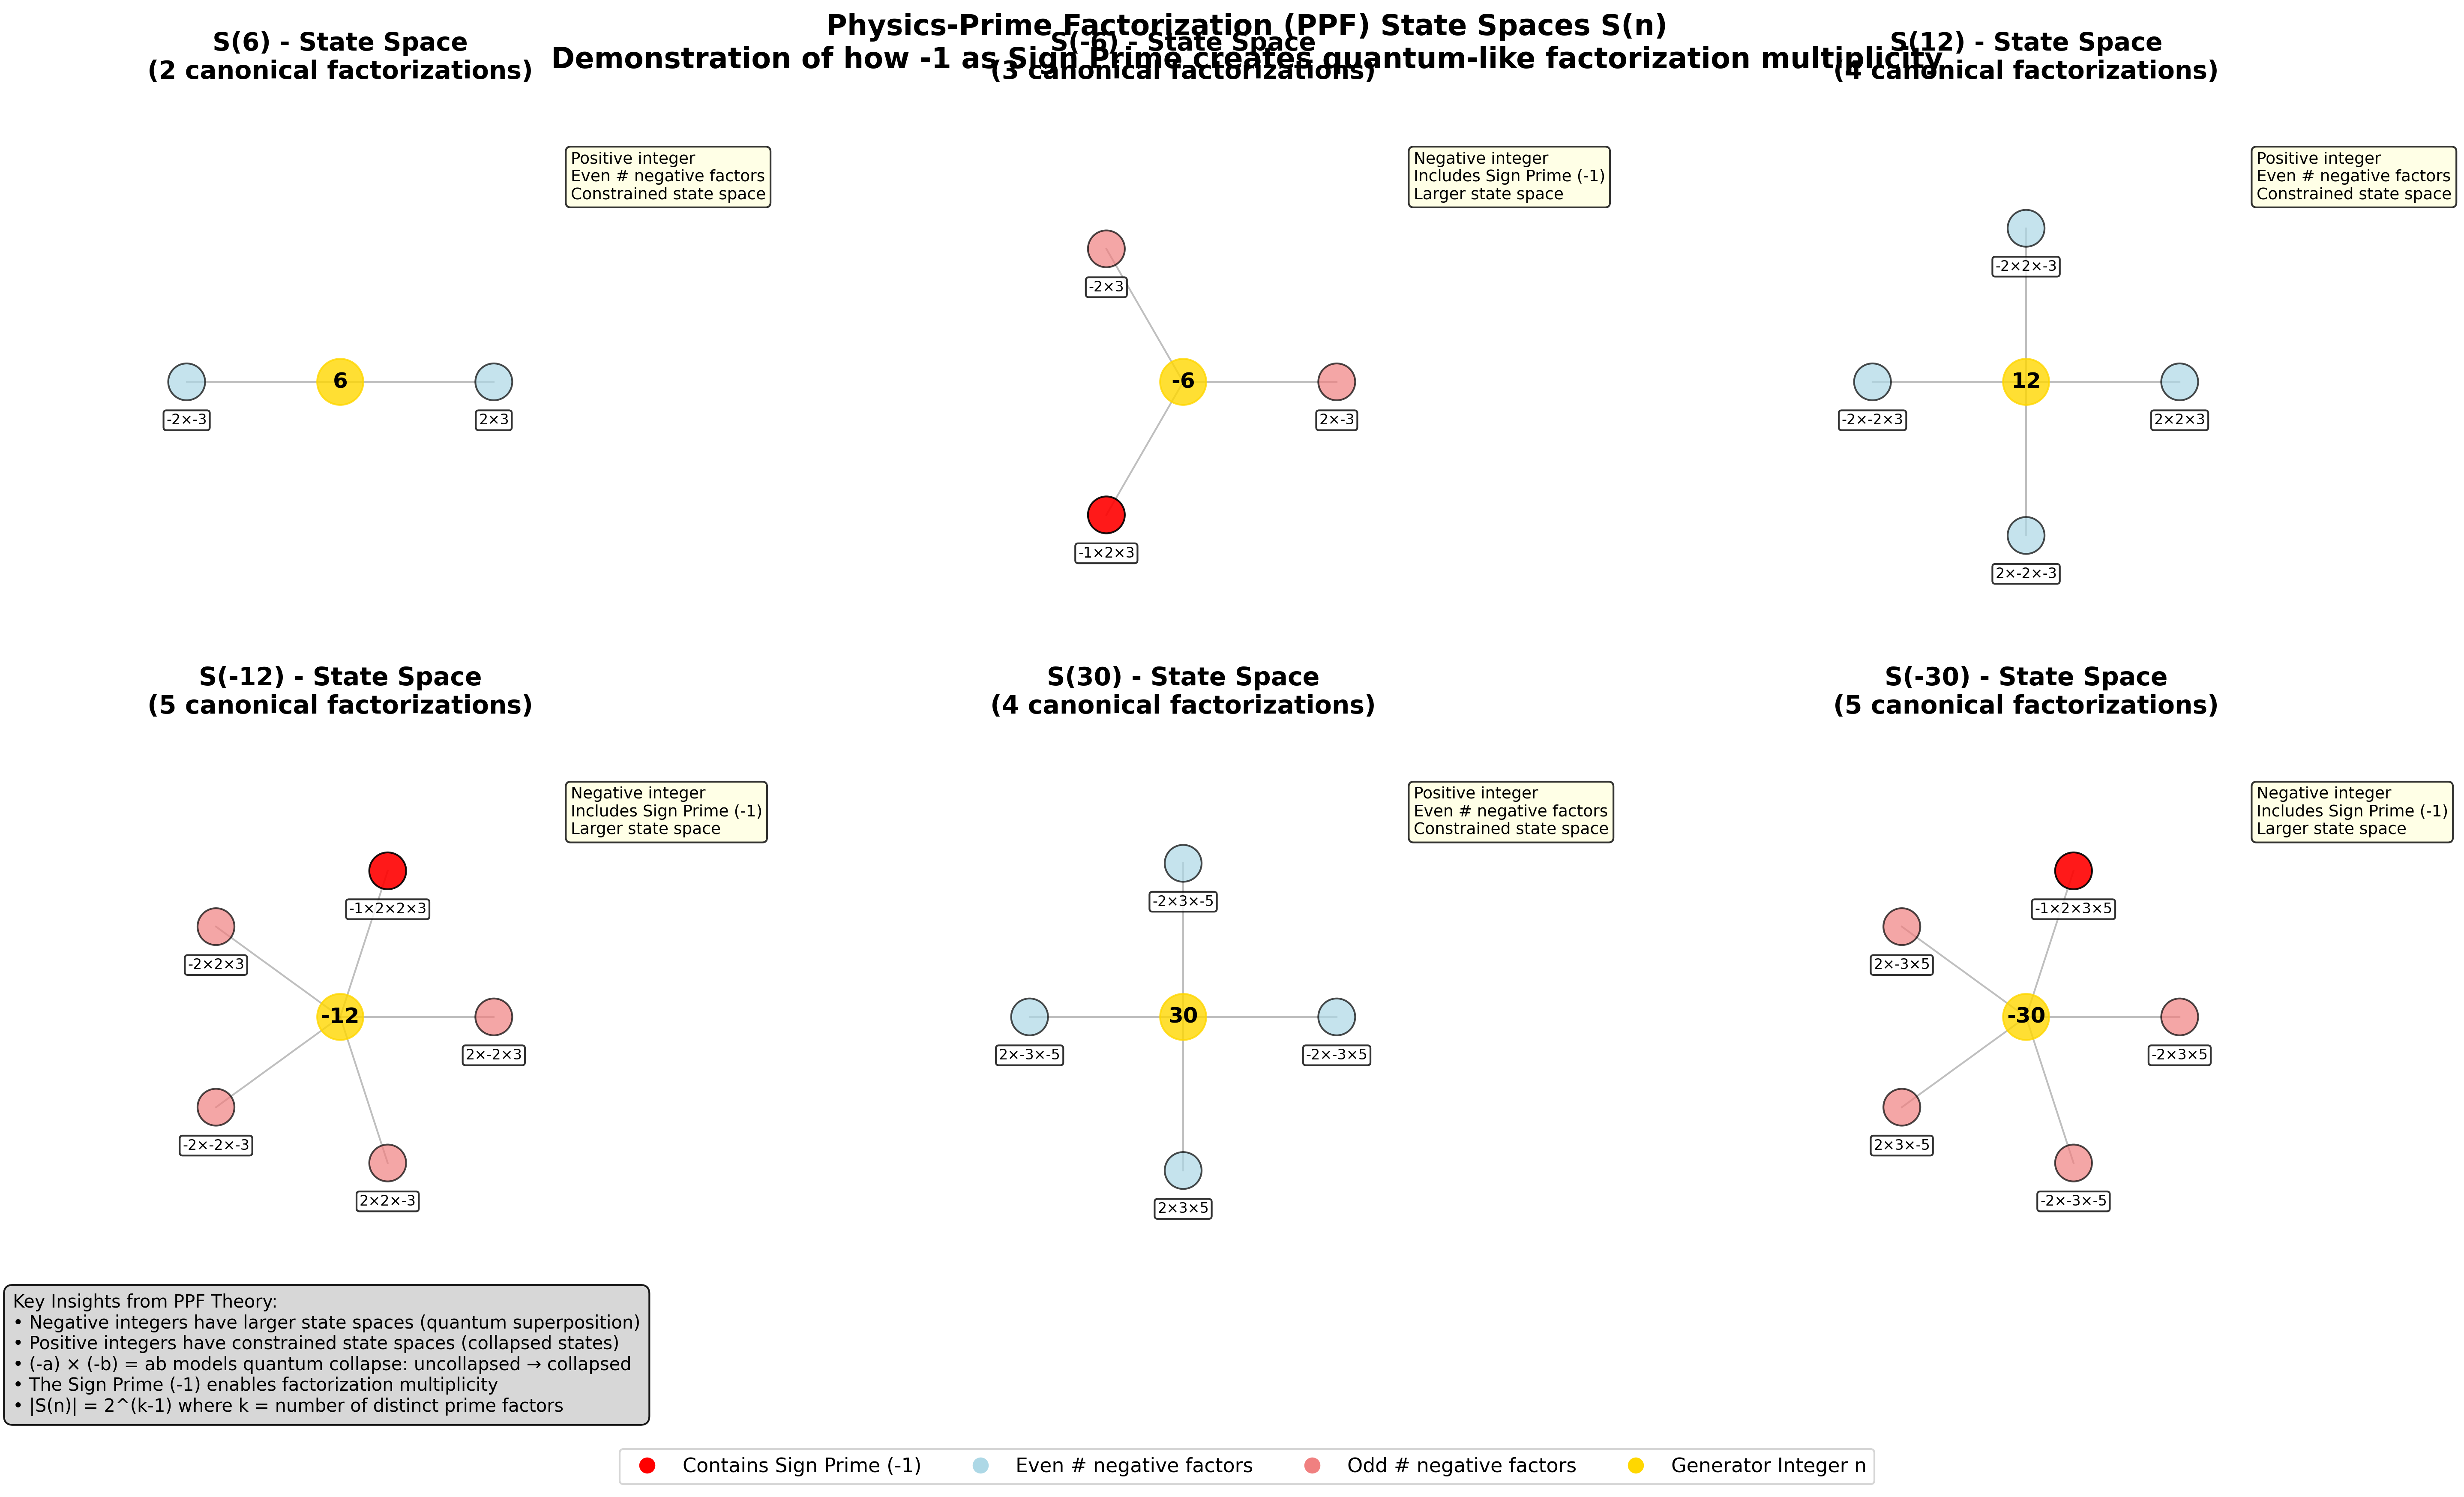 Physics-Prime Factorization (PPF) State Spaces S(n)
Demonstration of how -1 as Sign Prime creates quantum-like factorization multiplicity
S(6) - State Space
(2 canonical factorizations)
Positive integer
Even # negative factors
Constrained state space
-2×-3
6
2×3
S(-6) - State Space
(3 canonical factorizations)
Negative integer
Includes Sign Prime (-1)
Larger state space
-2×3
-6
2×-3
-1×2×3
S(12) - State Space
(4 canonical factorizations)
Positive integer
Even # negative factors
Constrained state space
-2×2×-3
-2×-2×3
12
2×2×3
2×-2×-3
S(-12) - State Space
(5 canonical factorizations)
Negative integer
Includes Sign Prime (-1)
Larger state space
-1×2×2×3
-2×2×3
-12
2×-2×3
-2×-2×-3
2×2×-3
S(30) - State Space
(4 canonical factorizations)
Positive integer
Even # negative factors
Constrained state space
-2×3×-5
2×-3×-5
30
-2×-3×5
2×3×5
S(-30) - State Space
(5 canonical factorizations)
Negative integer
Includes Sign Prime (-1)
Larger state space
-1×2×3×5
2×-3×5
-30
-2×3×5
2×3×-5
-2×-3×-5
Key Insights from PPF Theory:
• Negative integers have larger state spaces (quantum superposition)
• Positive integers have constrained state spaces (collapsed states)
• (-a) × (-b) = ab models quantum collapse: uncollapsed → collapsed
• The Sign Prime (-1) enables factorization multiplicity
• |S(n)| = 2^(k-1) where k = number of distinct prime factors
Contains Sign Prime (-1)
Even # negative factors
Odd # negative factors
Generator Integer n